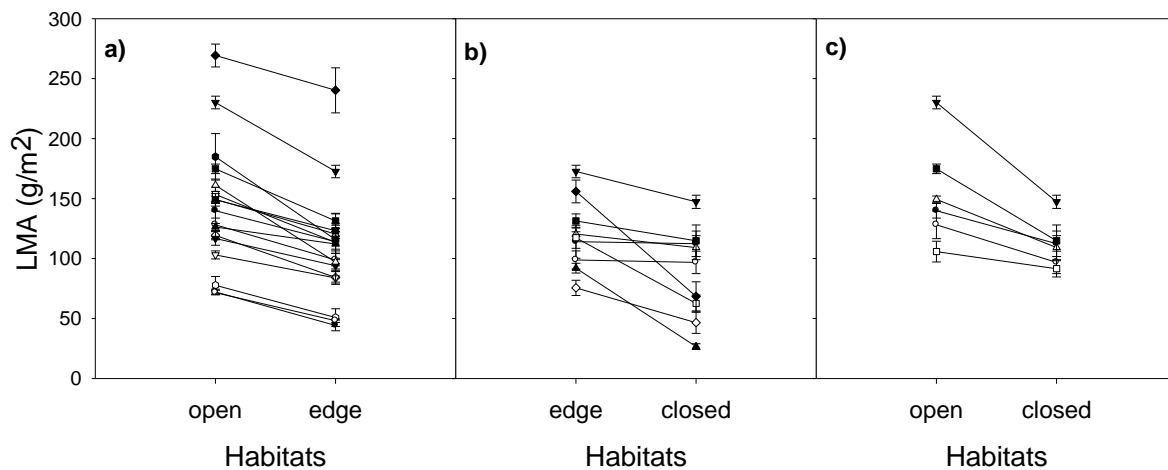 300
250
200
150
100
50
0
LMA (g/m2)
a)
b)
c)
open edge
edge closed
open closed
Habitats
Habitats
Habitats